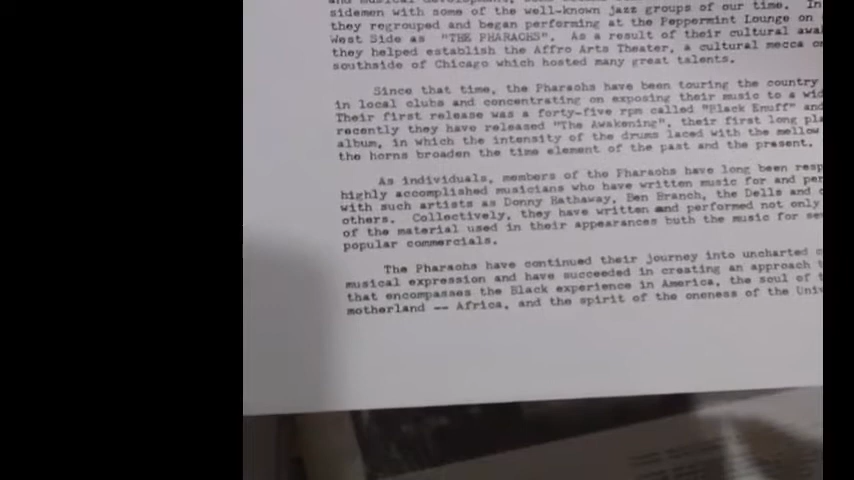 sidemen with some of the well-known jazz groups of our time. In
they regrouped and began performing at the Peppermint Lounge on
West Side as "THE PHARAOHS". As a result of their cultural
they helped establish the Affro Arts Theater, a cultural mecca
southside of Chicago which hosted many great talents.
Since that time, the Pharaohs have been touring the country
in local clubs and concentrating on exposing their music to a
Their first release was a forty-five rpm called "Black Enuff" and
recently they have released "The Awakening", their first long
album, in which the intensity of the drums laced with the mellow
the horns broaden the time element of the past and the present.
As individuals, members of the Pharaohs have long been
highly accomplished musicians who have written music for and
with such artists as Donny Hathaway, Ben Branch, the Dells and
others. Collectively, they have written and performed not only
of the material used in their appearances buth the music for
popular commercials.
The Pharaohs have continued their journey into uncharted
musical expression and have succeeded in creating an approach
that encompasses the Black experience in America, the soul of
motherland -- Africa, and the spirit of the oneness of the